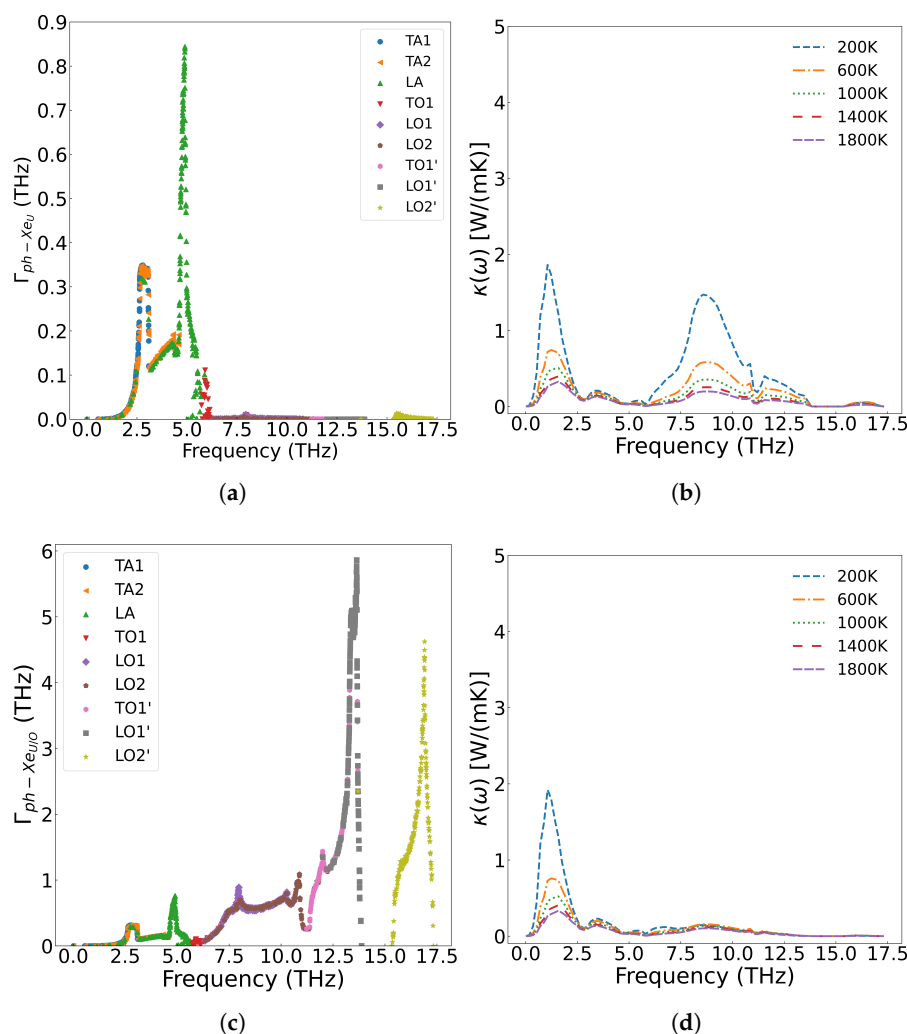 0.9
0.8
0.7
0.6
0.5
0.4
0.3
0.2
0.1
0.0
Γph−XeU (THz)
0.0 2.5 5.0 7.5 10.0 12.5 15.0 17.5
Frequency (THz)
TA1
TA2
LA
TO1
LO1
LO2
TO1'
LO1'
LO2'
(a)
5
4
3
2
1
0
κ(ω) [W/(mK)]
0.0 2.5 5.0 7.5 10.0 12.5 15.0 17.5
Frequency (THz)
200K
600K
1000K
1400K
1800K
(b)
6
5
4
3
2
1
0
Γph−XeU/O (THz)
0.0 2.5 5.0 7.5 10.0 12.5 15.0 17.5
Frequency (THz)
TA1
TA2
LA
TO1
LO1
LO2
TO1'
LO1'
LO2'
(c)
5
4
3
2
1
0
κ(ω) [W/(mK)]
0.0 2.5 5.0 7.5 10.0 12.5 15.0 17.5
Frequency (THz)
200K
600K
1000K
1400K
1800K
(d)